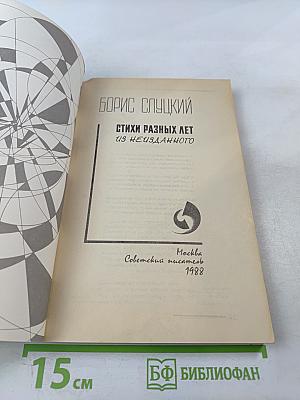 БОРИС СЛУЦКИЙ
СТИХИ РАЗНЫХ ЛЕТ
ИЗ НЕИЗДАННОГО
Москва
Советский писатель
1988
15 см
БФ БИБЛИОФАН